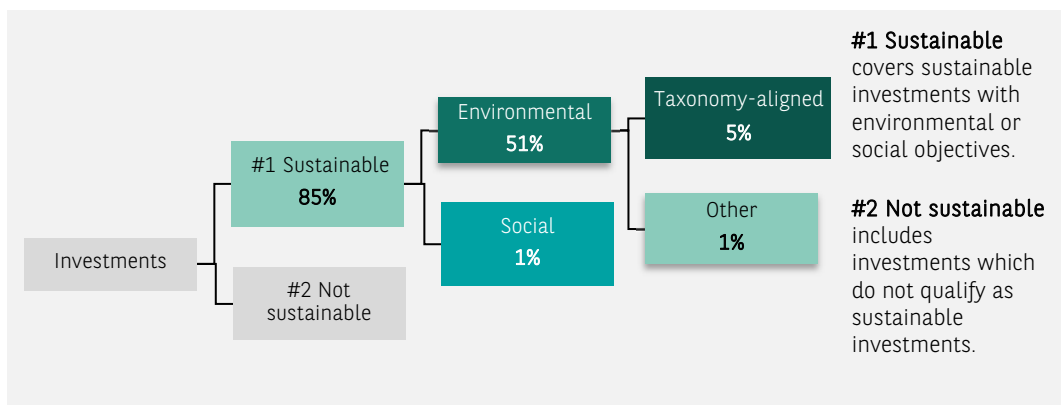 Investments
#1 Sustainable
85%
#2 Not
sustainable
Environmental
51%
Social
1%
Taxonomy-aligned
5%
Other
1%
#1 Sustainable
covers sustainable
investments with
environmental or
social objectives.
#2 Not sustainable
includes
investments which
do not qualify as
sustainable
investments.